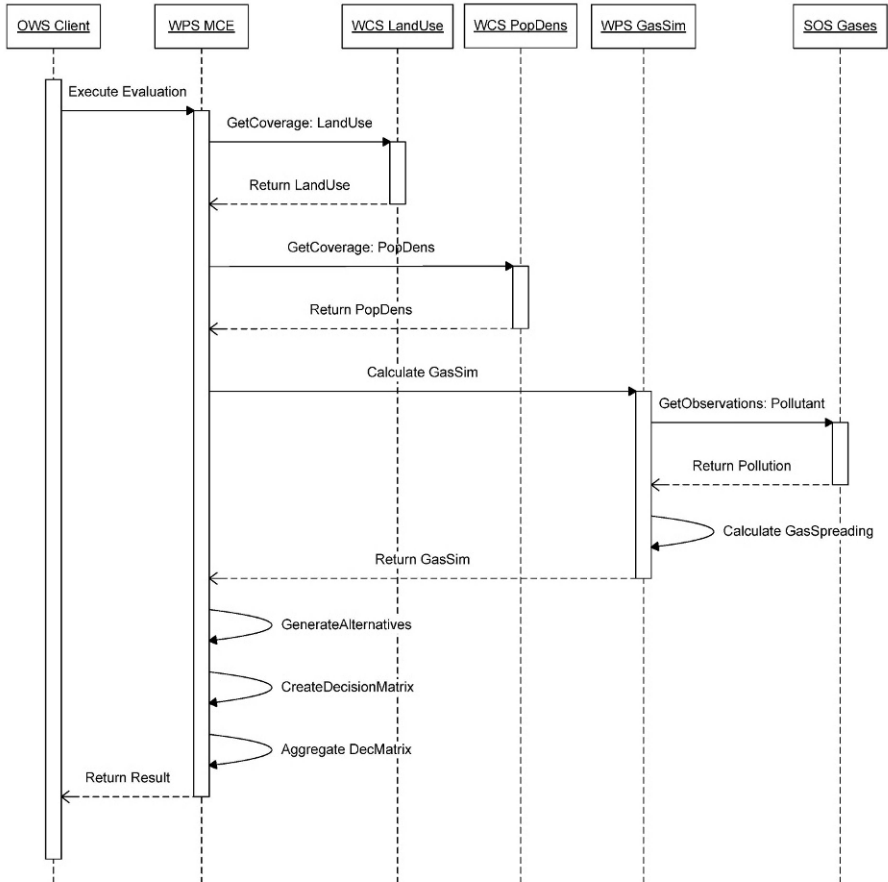 OWS Client
WPS MCE
WCS LandUse
WCS PopDens
WPS GasSim
SOS Gases
Execute Evaluation
GetCoverage: LandUse
Return LandUse
GetCoverage: PopDens
Return PopDens
Calculate GasSim
GetObservations: Pollutant
Return Pollution
Calculate GasSpreading
Return GasSim
GenerateAlternatives
CreateDecisionMatrix
Aggregate DecMatrix
Return Result